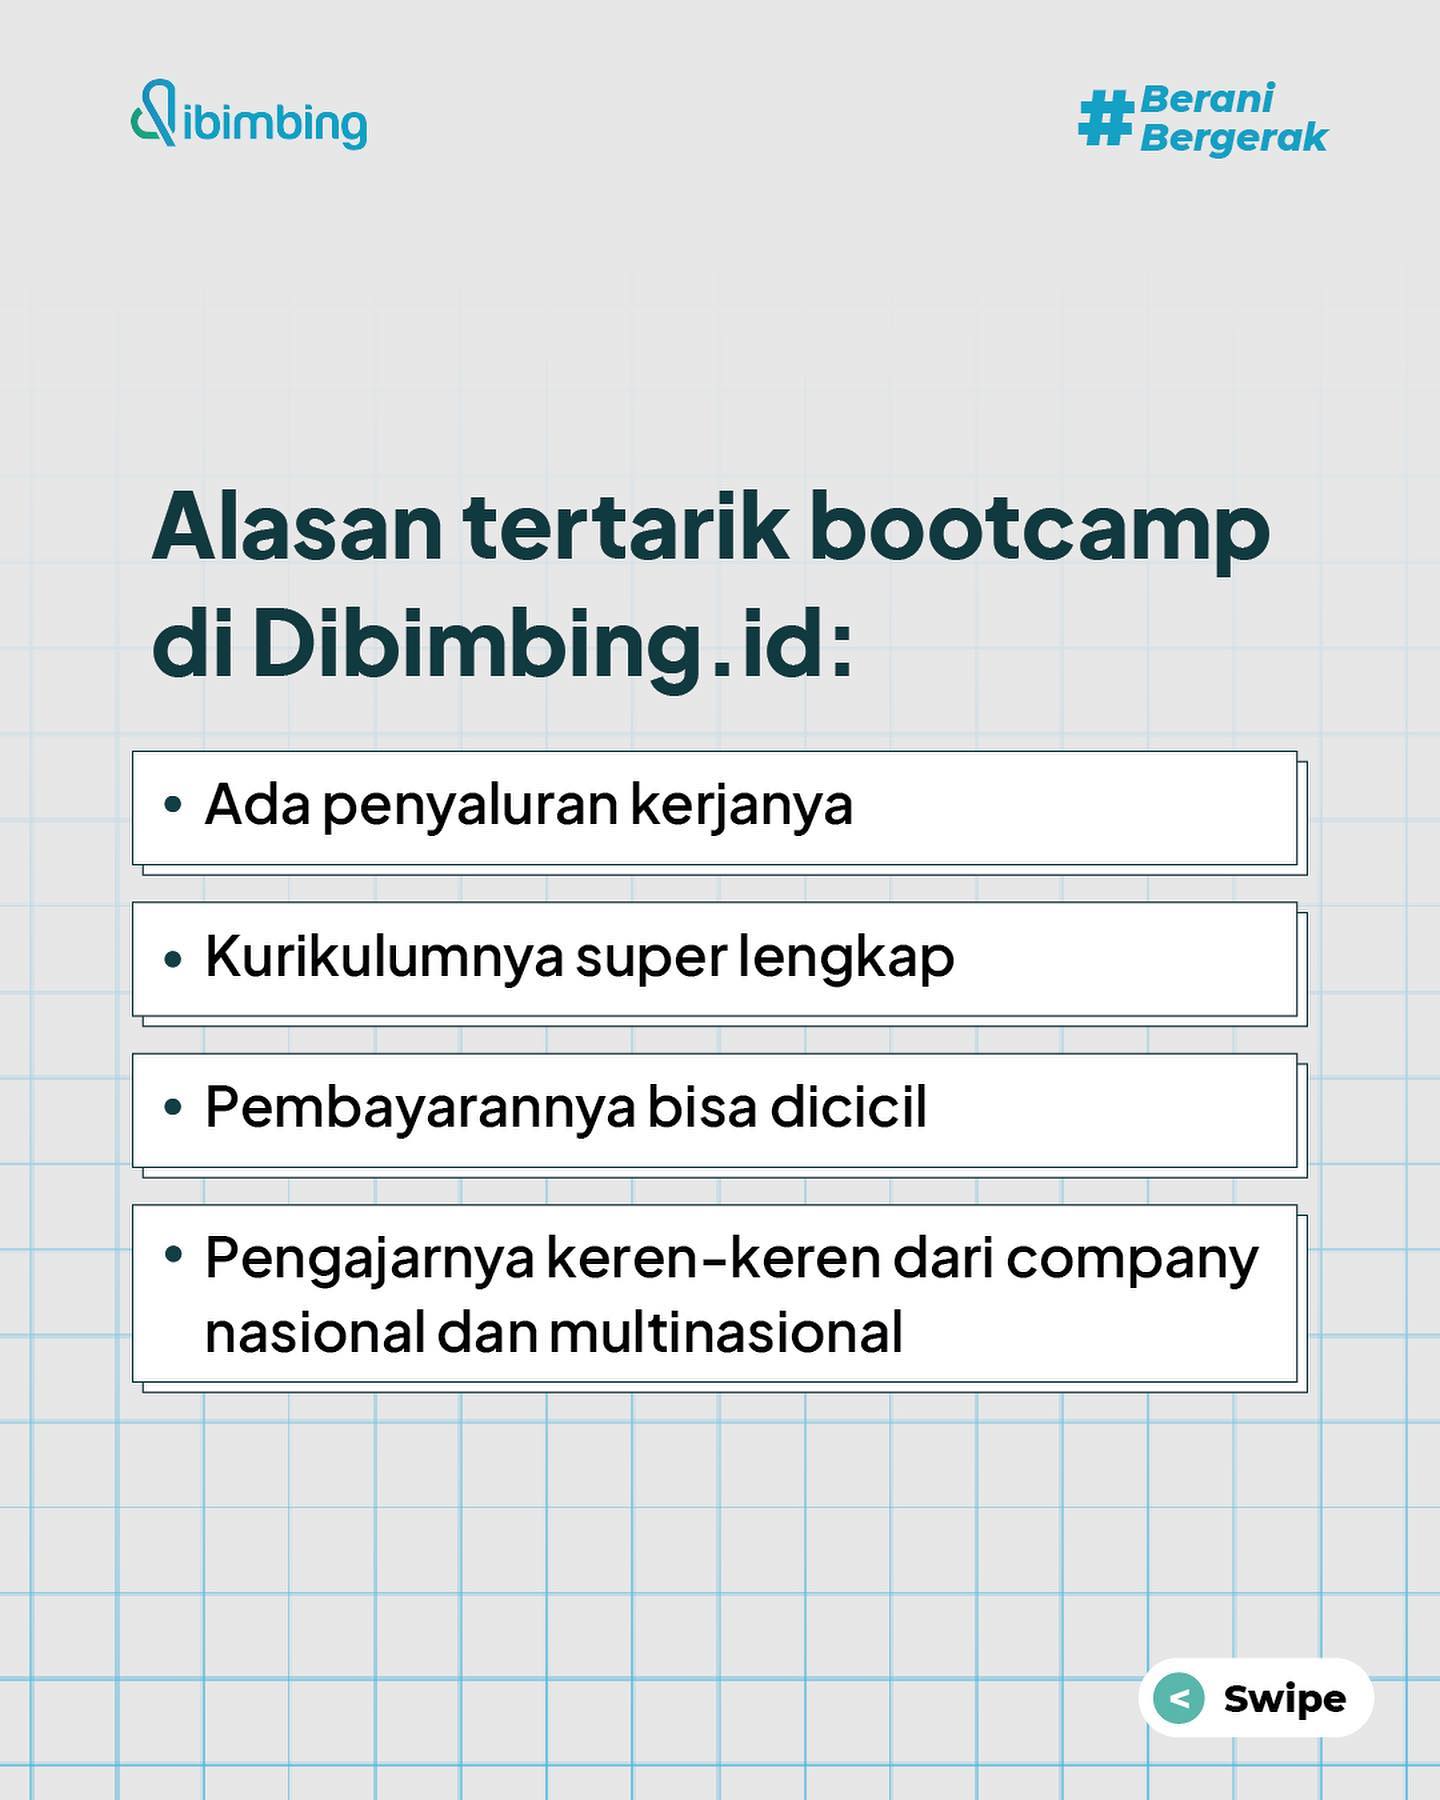 Dibimbing
#Berani
Bergerak
Alasan tertarik bootcamp
di Dibimbing.id:
• Ada penyaluran kerjanya
• Kurikulumnya super lengkap
• Pembayarannya bisa dicicil
• Pengajarnya keren-keren dari company
nasional dan multinasional
< Swipe